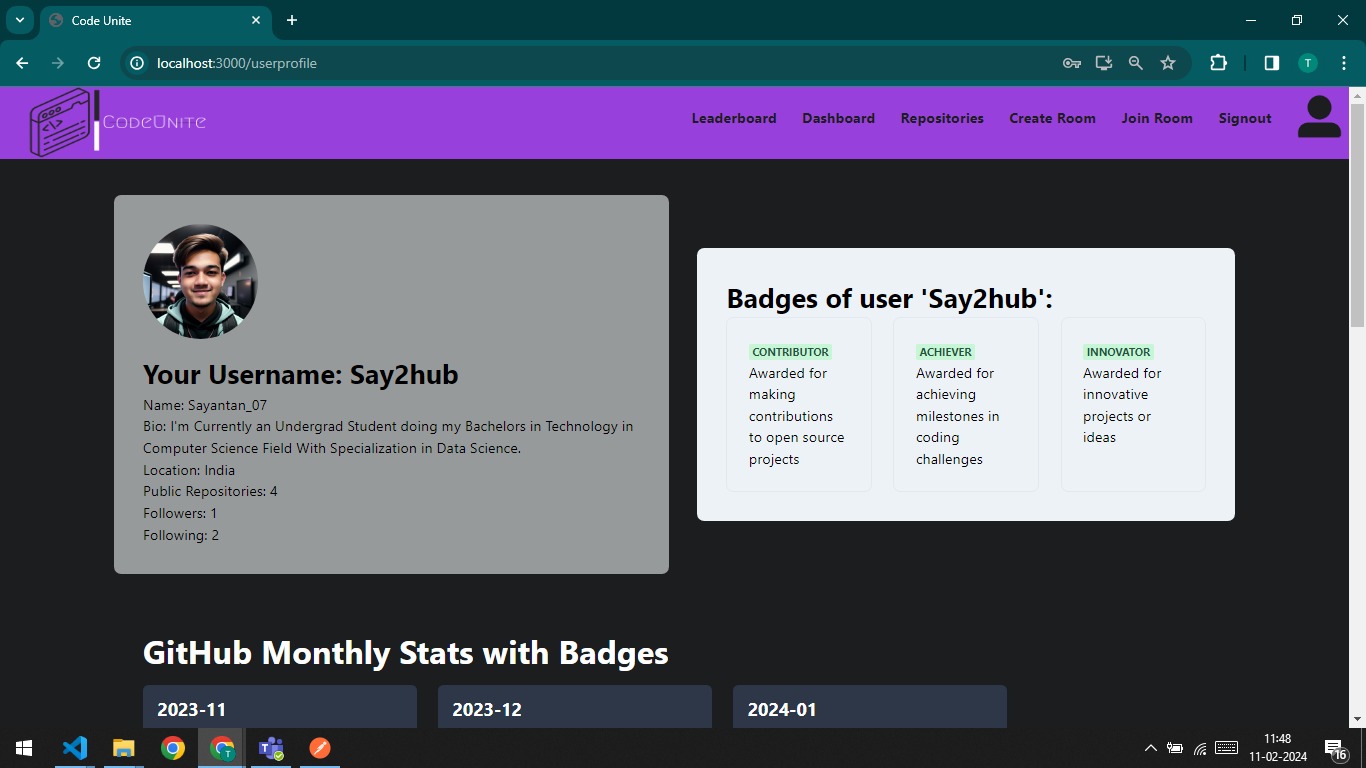 Code Unite
localhost:3000/userprofile
T
CODEUNITE
Leaderboard
Dashboard
Repositories
Create Room
Join Room
Signout
Your Username: Say2hub
Name: Sayantan_07
Bio: I'm Currently an Undergrad Student doing my Bachelors in Technology in
Computer Science Field With Specialization in Data Science.
Location: India
Public Repositories: 4
Followers: 1
Following: 2
Badges of user 'Say2hub':
CONTRIBUTOR
Awarded for
making
contributions
to open source
projects
ACHIEVER
Awarded for
achieving
milestones in
coding
challenges
INNOVATOR
Awarded for
innovative
projects or
ideas
GitHub Monthly Stats with Badges
2023-11
2023-12
2024-01
T
11:48
11-02-2024
16